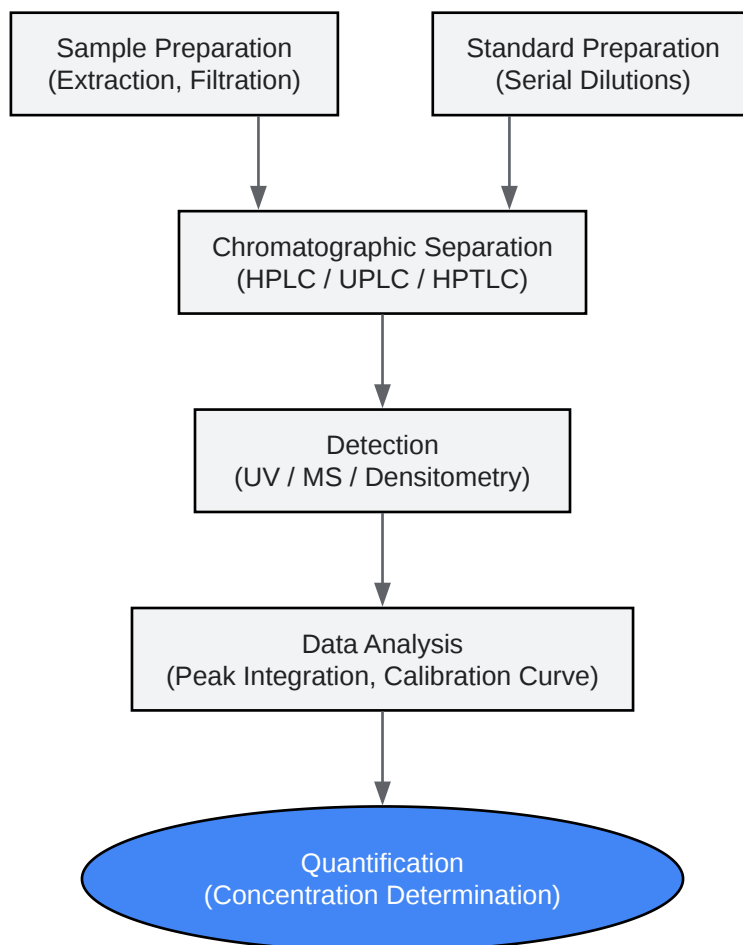 Sample Preparation
(Extraction, Filtration)
Standard Preparation
(Serial Dilutions)
Chromatographic Separation
(HPLC / UPLC / HPTLC)
Detection
(UV / MS / Densitometry)
Data Analysis
(Peak Integration, Calibration Curve)
Quantification
(Concentration Determination)